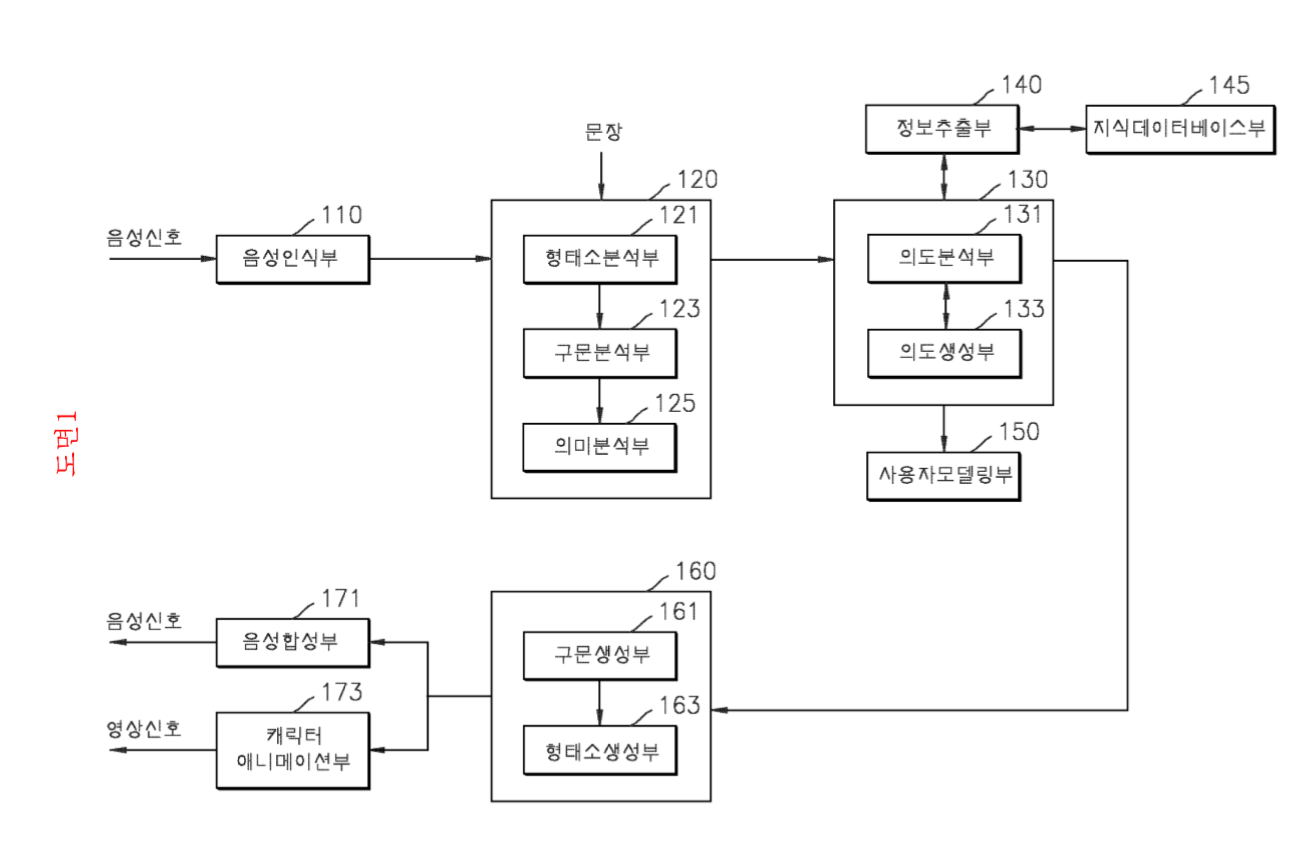 140
145
정보추출부
지식데이터베이스부
문장
120
130
110
121
131
음성신호
음성인식부
형태소분석부
의도분석부
123
133
구문분석부
의도생성부
125
도면1
의미분석부
150
사용자모델링부
160
171
161
음성신호
음성합성부
구문생성부
173
163
영상신호
캐릭터
애니메이션부
형태소생성부